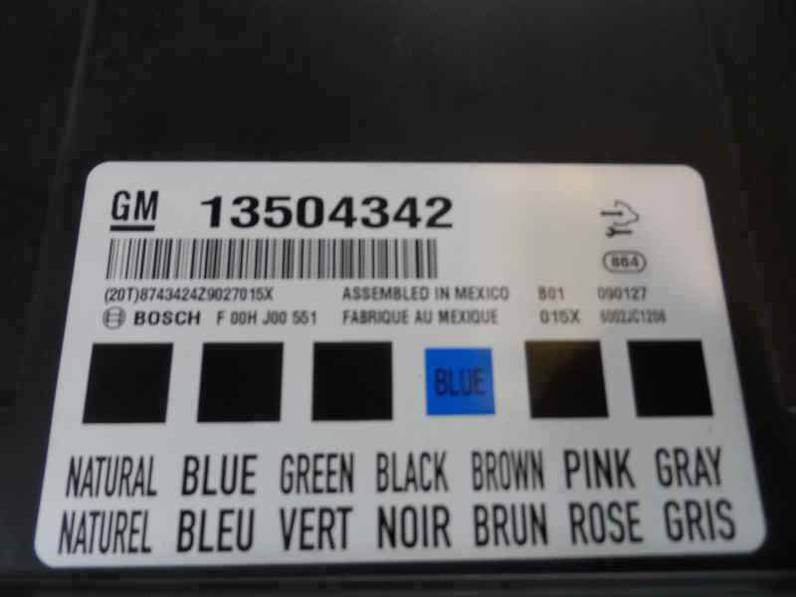 GM 13504342
864
(20T)8743424Z9027015X ASSEMBLED IN MEXICO B01 090127
BOSCH F 00H J00 551 FABRIQUE AU MEXIQUE 015X 6002JC1206
BLUE
NATURAL BLUE GREEN BLACK BROWN PINK GRAY
NATUREL BLEU VERT NOIR BRUN ROSE GRIS